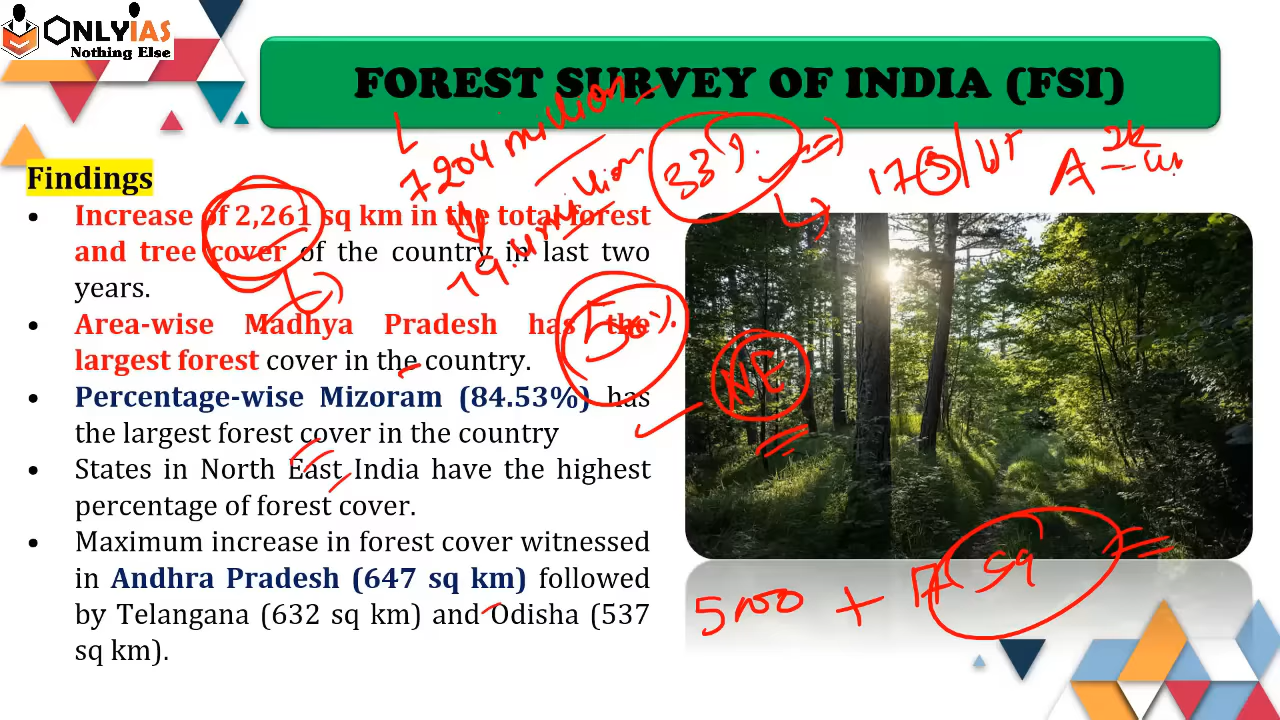 ONLYIAS
Nothing Else
FOREST SURVEY OF INDIA (FSI)
7204 million
19.4 million
33%
Findings
• Increase of 2,261 sq km in the total forest
and tree cover of the country in last two
years.
• Area-wise Madhya Pradesh has the
largest forest cover in the country.
• Percentage-wise Mizoram (84.53%) has
the largest forest cover in the country
• States in North East India have the highest
percentage of forest cover.
• Maximum increase in forest cover witnessed
in Andhra Pradesh (647 sq km) followed
by Telangana (632 sq km) and Odisha (537
sq km).
NE